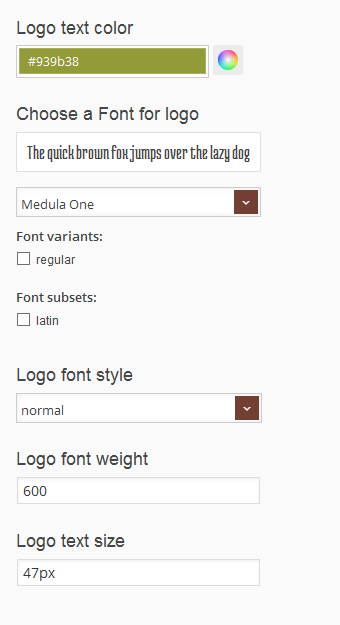 Logo text color
#939b38
Choose a Font for logo
The quick brown fox jumps over the lazy dog
Medula One
Font variants:
regular
Font subsets:
latin
Logo font style
normal
Logo font weight
600
Logo text size
47px